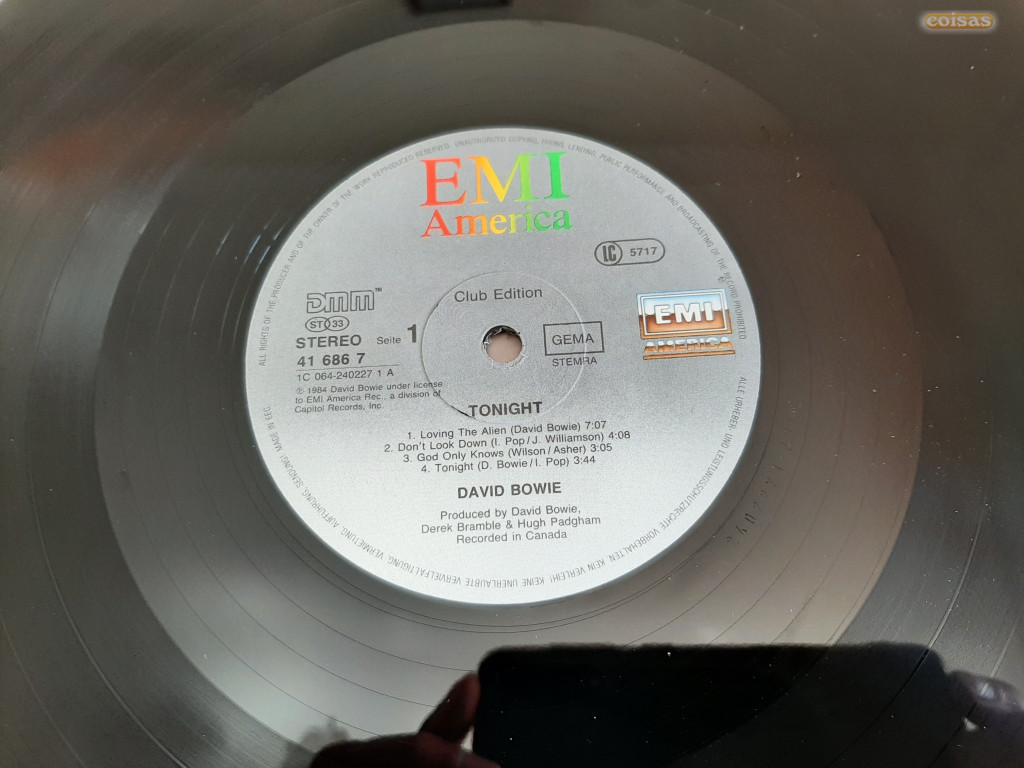 coisas
ALL RIGHTS OF THE PRODUCER AND OF THE OWNER OF THE WORK REPRODUCED RESERVED. UNAUTHORIZED COPYING, HIRING, LENDING, PUBLIC PERFORMANCE AND BROADCASTING OF THE RECORD PROHIBITED
EMI
America
LC 5717
Club Edition
DMM™
ST 33
STEREO Seite 1
41 686 7
1C 064-240227 1 A
℗ 1984 David Bowie under license
to EMI America Rec., a division of
Capitol Records, Inc.
GEMA
STEMRA
EMI
AMERICA
TONIGHT
1. Loving The Alien (David Bowie) 7:07
2. Don't Look Down (I. Pop/J. Williamson) 4:08
3. God Only Knows (Wilson/Asher) 3:05
4. Tonight (D. Bowie/I. Pop) 3:44
DAVID BOWIE
Produced by David Bowie,
Derek Bramble & Hugh Padgham
Recorded in Canada
ALLE URHEBER- UND LEISTUNGSSCHUTZRECHTE VORBEHALTEN. KEIN VERLEIH! KEINE UNERLAUBTE VERVIELFÄLTIGUNG, VERMIETUNG, AUFFÜHRUNG, SENDUNG! MADE IN EEC